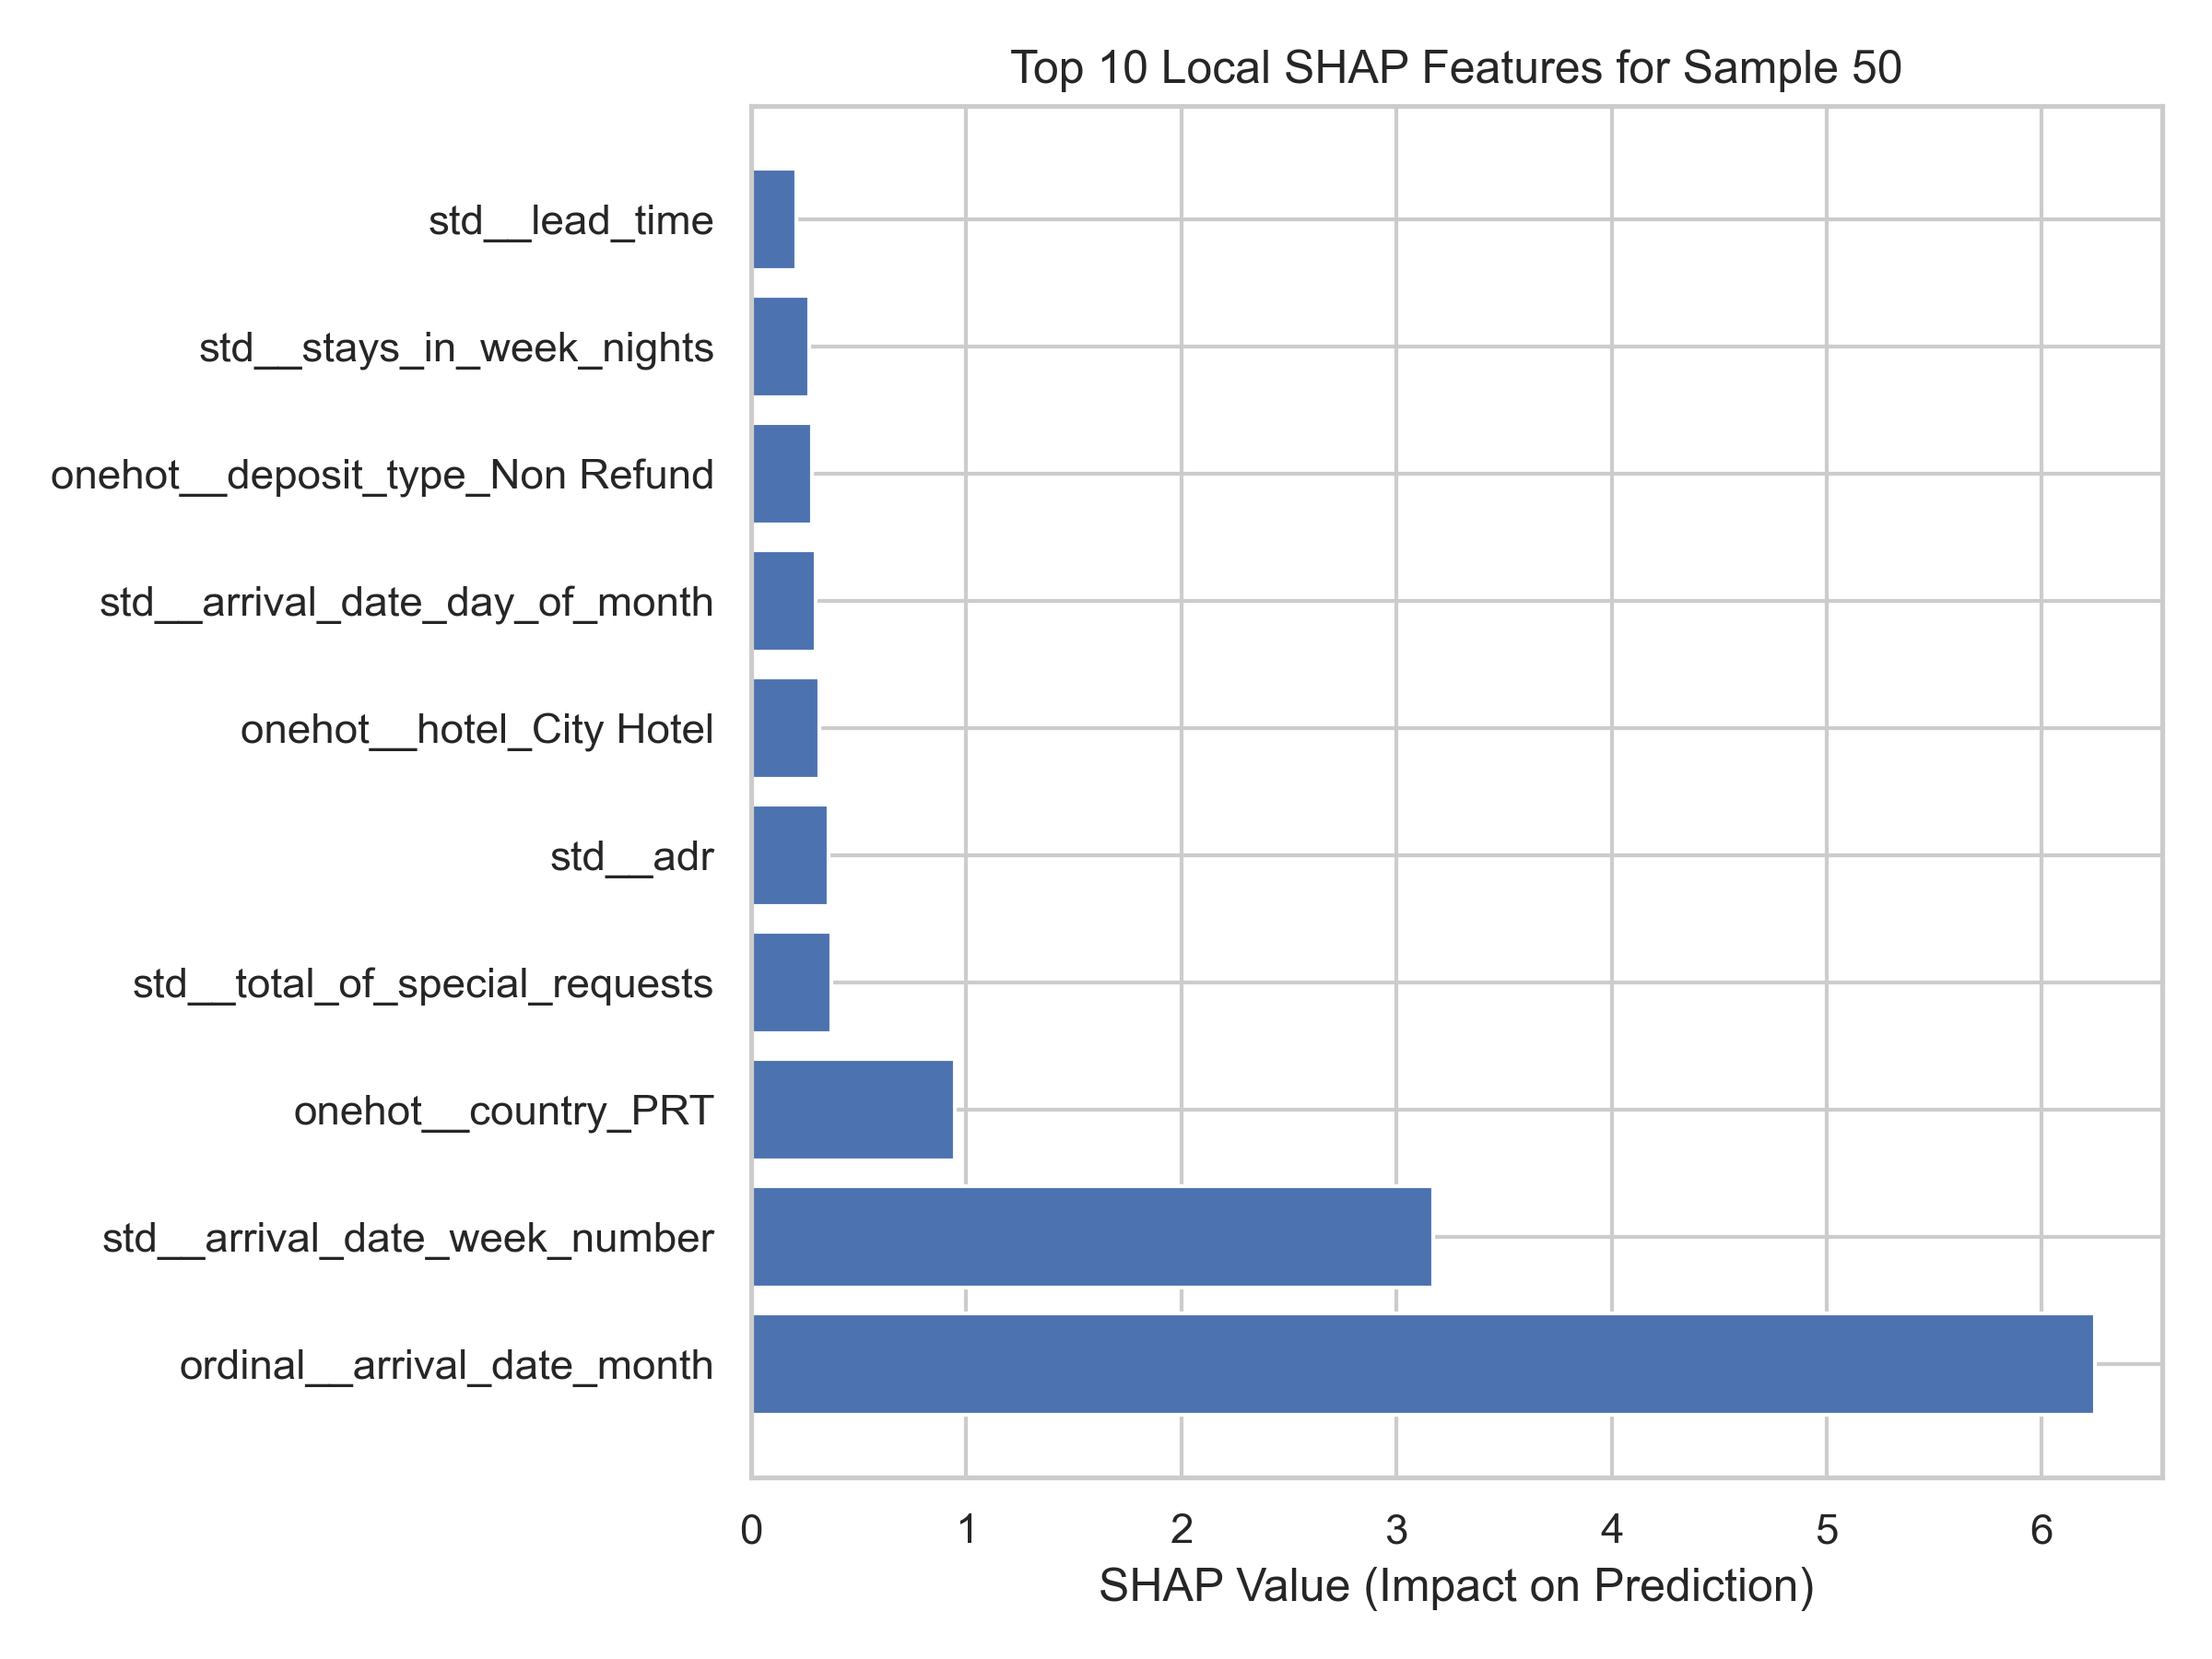 Top 10 Local SHAP Features for Sample 50
std__lead_time
std__stays_in_week_nights
onehot__deposit_type_Non Refund
std__arrival_date_day_of_month
onehot__hotel_City Hotel
std__adr
std__total_of_special_requests
onehot__country_PRT
std__arrival_date_week_number
ordinal__arrival_date_month
0 1 2 3 4 5 6
SHAP Value (Impact on Prediction)